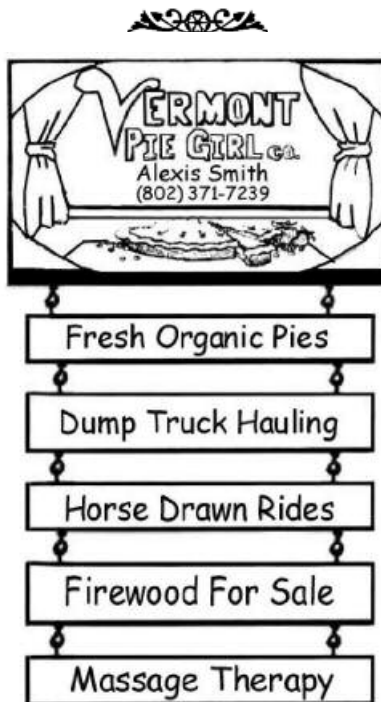 VERMONT
PIE GIRL CO.
Alexis Smith
(802) 371-7239
Fresh Organic Pies
Dump Truck Hauling
Horse Drawn Rides
Firewood For Sale
Massage Therapy